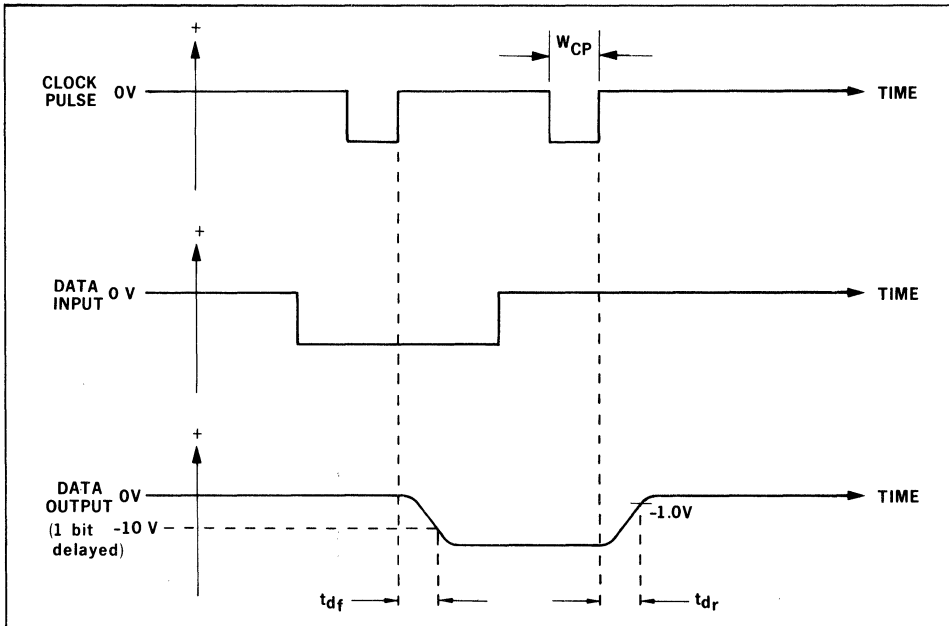 +
W_CP
CLOCK
PULSE
0V
TIME
+
DATA
INPUT
0 V
TIME
+
DATA
OUTPUT
(1 bit
delayed)
0V
-10 V
TIME
-1.0V
t_df
t_dr